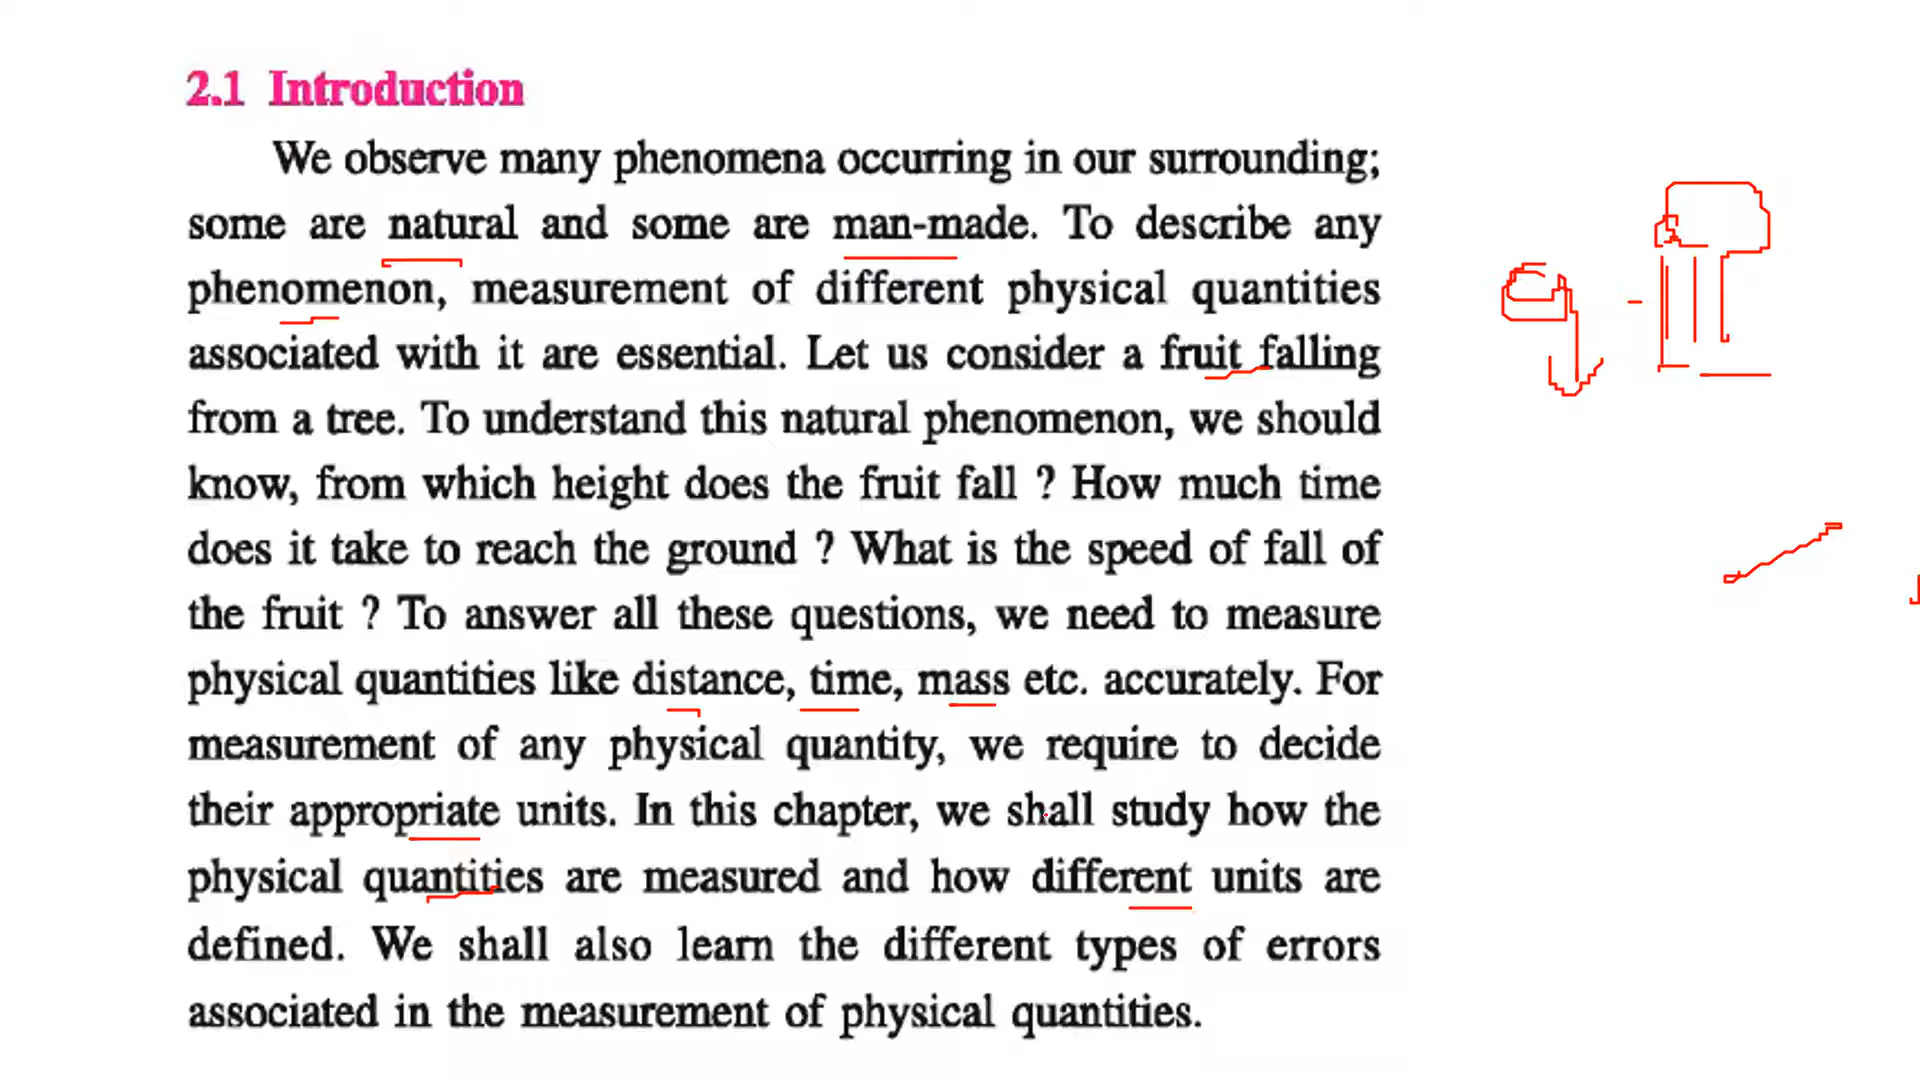 2.1 Introduction
We observe many phenomena occurring in our surrounding;
some are natural and some are man-made. To describe any
phenomenon, measurement of different physical quantities
associated with it are essential. Let us consider a fruit falling
from a tree. To understand this natural phenomenon, we should
know, from which height does the fruit fall ? How much time
does it take to reach the ground ? What is the speed of fall of
the fruit ? To answer all these questions, we need to measure
physical quantities like distance, time, mass etc. accurately. For
measurement of any physical quantity, we require to decide
their appropriate units. In this chapter, we shall study how the
physical quantities are measured and how different units are
defined. We shall also learn the different types of errors
associated in the measurement of physical quantities.